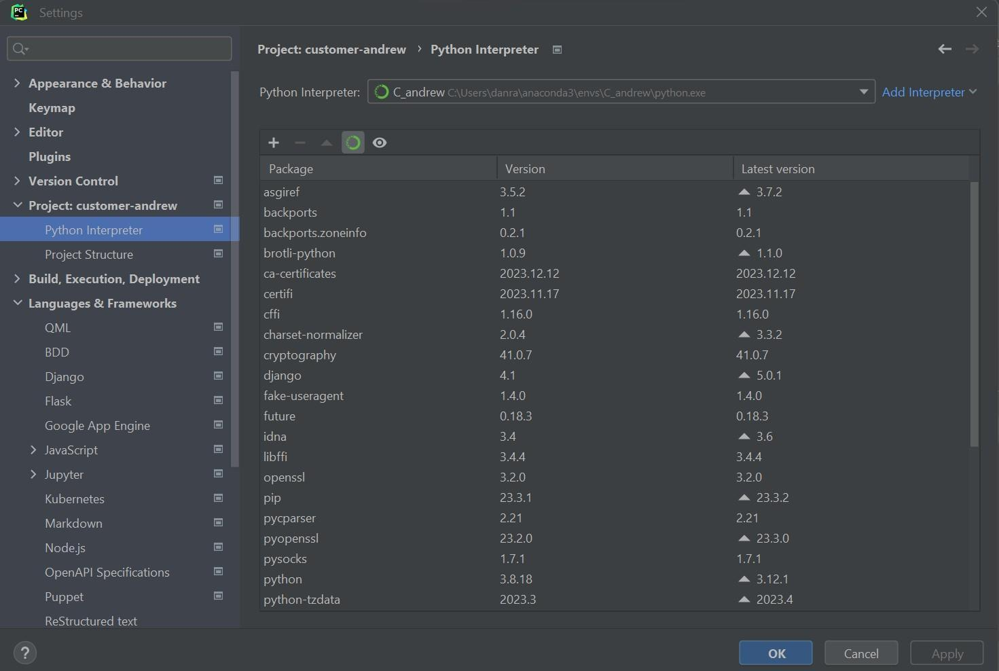 PC
Settings
Appearance & Behavior
Keymap
Editor
Plugins
Version Control
Project: customer-andrew
Python Interpreter
Project Structure
Build, Execution, Deployment
Languages & Frameworks
QML
BDD
Django
Flask
Google App Engine
JavaScript
Jupyter
Kubernetes
Markdown
Node.js
OpenAPI Specifications
Puppet
ReStructured text
Project: customer-andrew › Python Interpreter
Python Interpreter: C_andrew C:\Users\danra\anaconda3\envs\C_andrew\python.exe Add Interpreter
Package Version Latest version
asgiref 3.5.2 3.7.2
backports 1.1 1.1
backports.zoneinfo 0.2.1 0.2.1
brotli-python 1.0.9 1.1.0
ca-certificates 2023.12.12 2023.12.12
certifi 2023.11.17 2023.11.17
cffi 1.16.0 1.16.0
charset-normalizer 2.0.4 3.3.2
cryptography 41.0.7 41.0.7
django 4.1 5.0.1
fake-useragent 1.4.0 1.4.0
future 0.18.3 0.18.3
idna 3.4 3.6
libffi 3.4.4 3.4.4
openssl 3.2.0 3.2.0
pip 23.3.1 23.3.2
pycparser 2.21 2.21
pyopenssl 23.2.0 23.3.0
pysocks 1.7.1 1.7.1
python 3.8.18 3.12.1
python-tzdata 2023.3 2023.4
? OK Cancel Apply